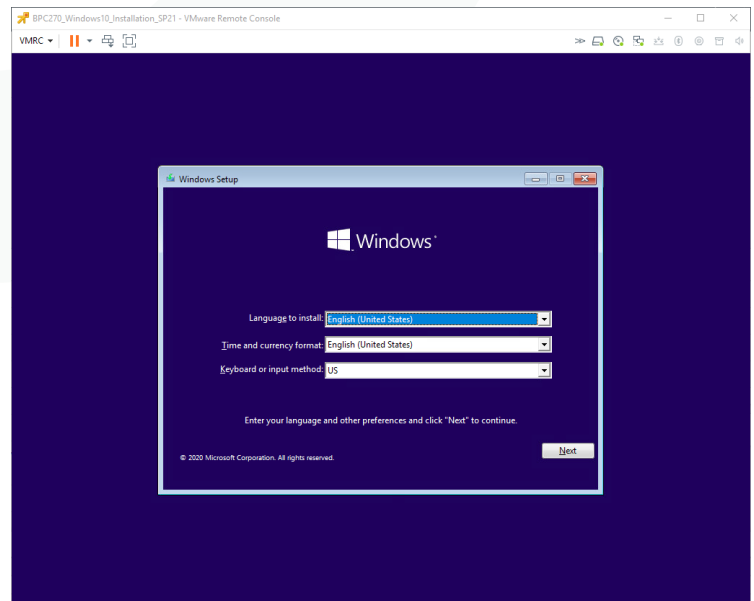 BPC270_Windows10_Installation_SP21 - VMware Remote Console
VMRC
Windows Setup
Windows
Language to install: English (United States)
Time and currency format: English (United States)
Keyboard or input method: US
Enter your language and other preferences and click "Next" to continue.
© 2020 Microsoft Corporation. All rights reserved.
Next